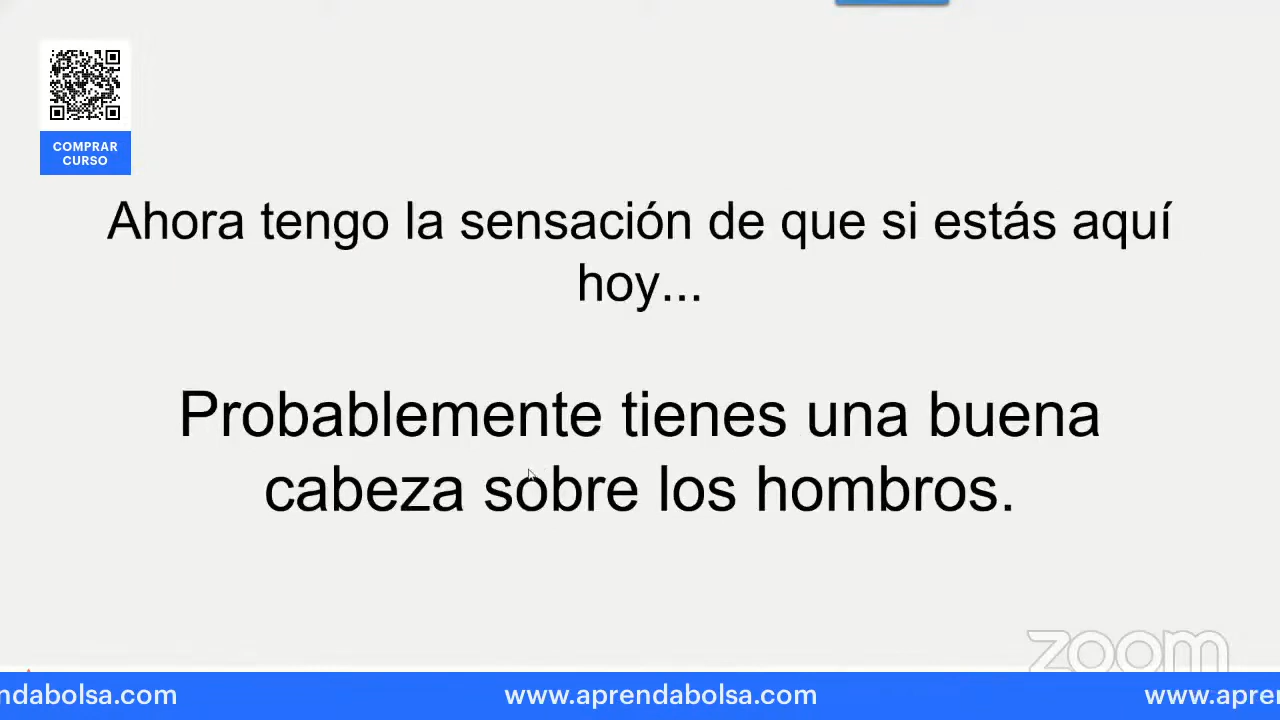 COMPRAR
CURSO
Ahora tengo la sensación de que si estás aquí
hoy...
Probablemente tienes una buena
cabeza sobre los hombros.
zoom
ndabolsa.com www.aprendabolsa.com www.apren